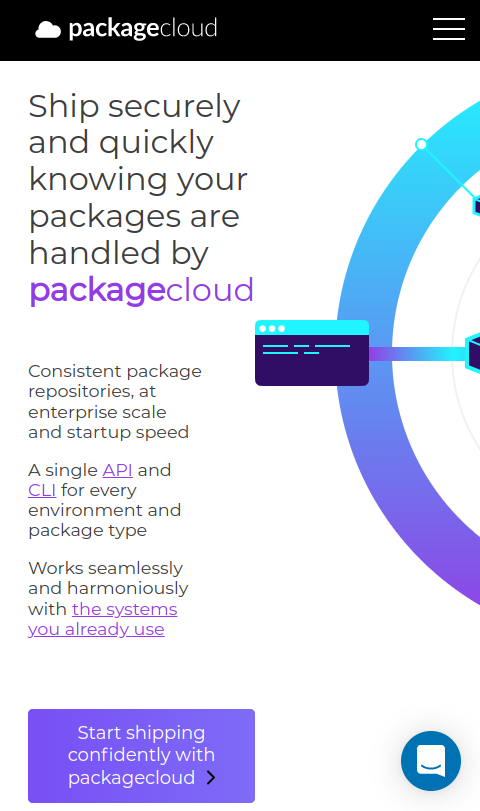 packagecloud
Ship securely
and quickly
knowing your
packages are
handled by
packagecloud
Consistent package
repositories, at
enterprise scale
and startup speed
A single API and
CLI for every
environment and
package type
Works seamlessly
and harmoniously
with the systems
you already use
Start shipping
confidently with
packagecloud